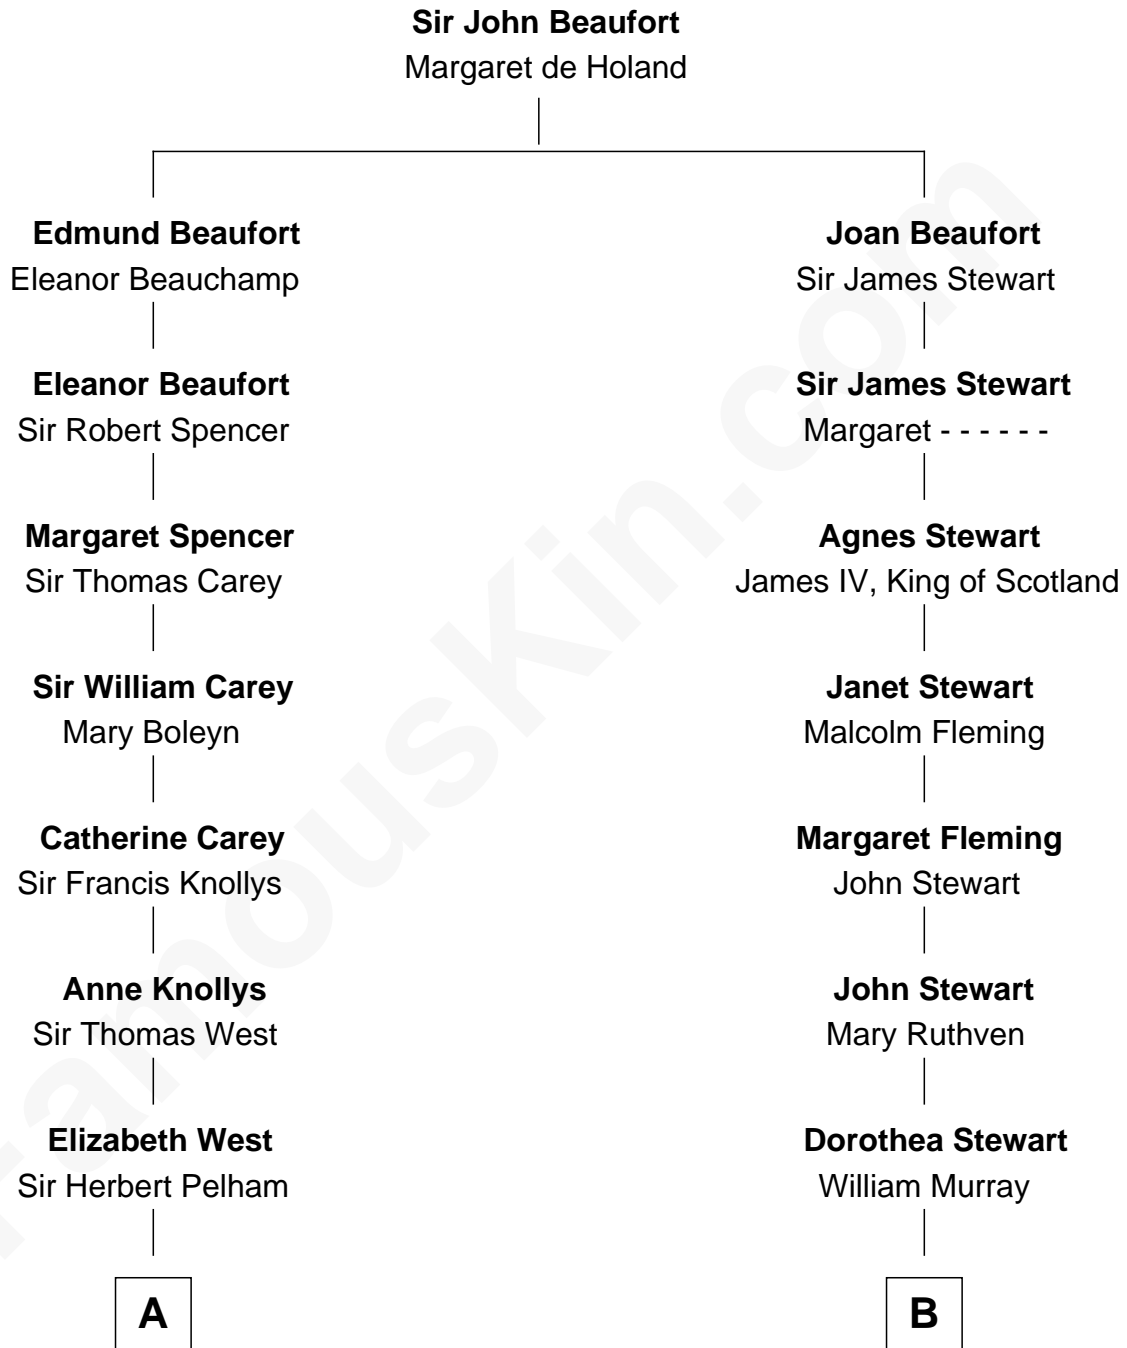 Sir John Beaufort
Margaret de Holand
Edmund Beaufort
Eleanor Beauchamp
Joan Beaufort
Sir James Stewart
Eleanor Beaufort
Sir Robert Spencer
Sir James Stewart
Margaret - - - - - -
Margaret Spencer
Sir Thomas Carey
Agnes Stewart
James IV, King of Scotland
Sir William Carey
Mary Boleyn
Janet Stewart
Malcolm Fleming
Catherine Carey
Sir Francis Knollys
Margaret Fleming
John Stewart
Anne Knollys
Sir Thomas West
John Stewart
Mary Ruthven
Elizabeth West
Sir Herbert Pelham
Dorothea Stewart
William Murray
A
B
FamousKin.com